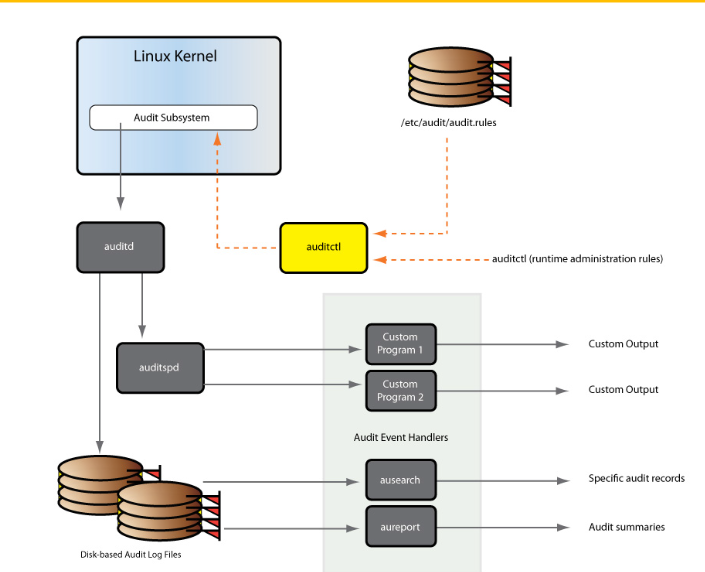 Linux Kernel
Audit Subsystem
/etc/audit/audit.rules
auditd
auditctl
auditctl (runtime administration rules)
auditspd
Custom
Program 1
Custom Output
Custom
Program 2
Custom Output
Audit Event Handlers
ausearch
Specific audit records
aureport
Audit summaries
Disk-based Audit Log Files